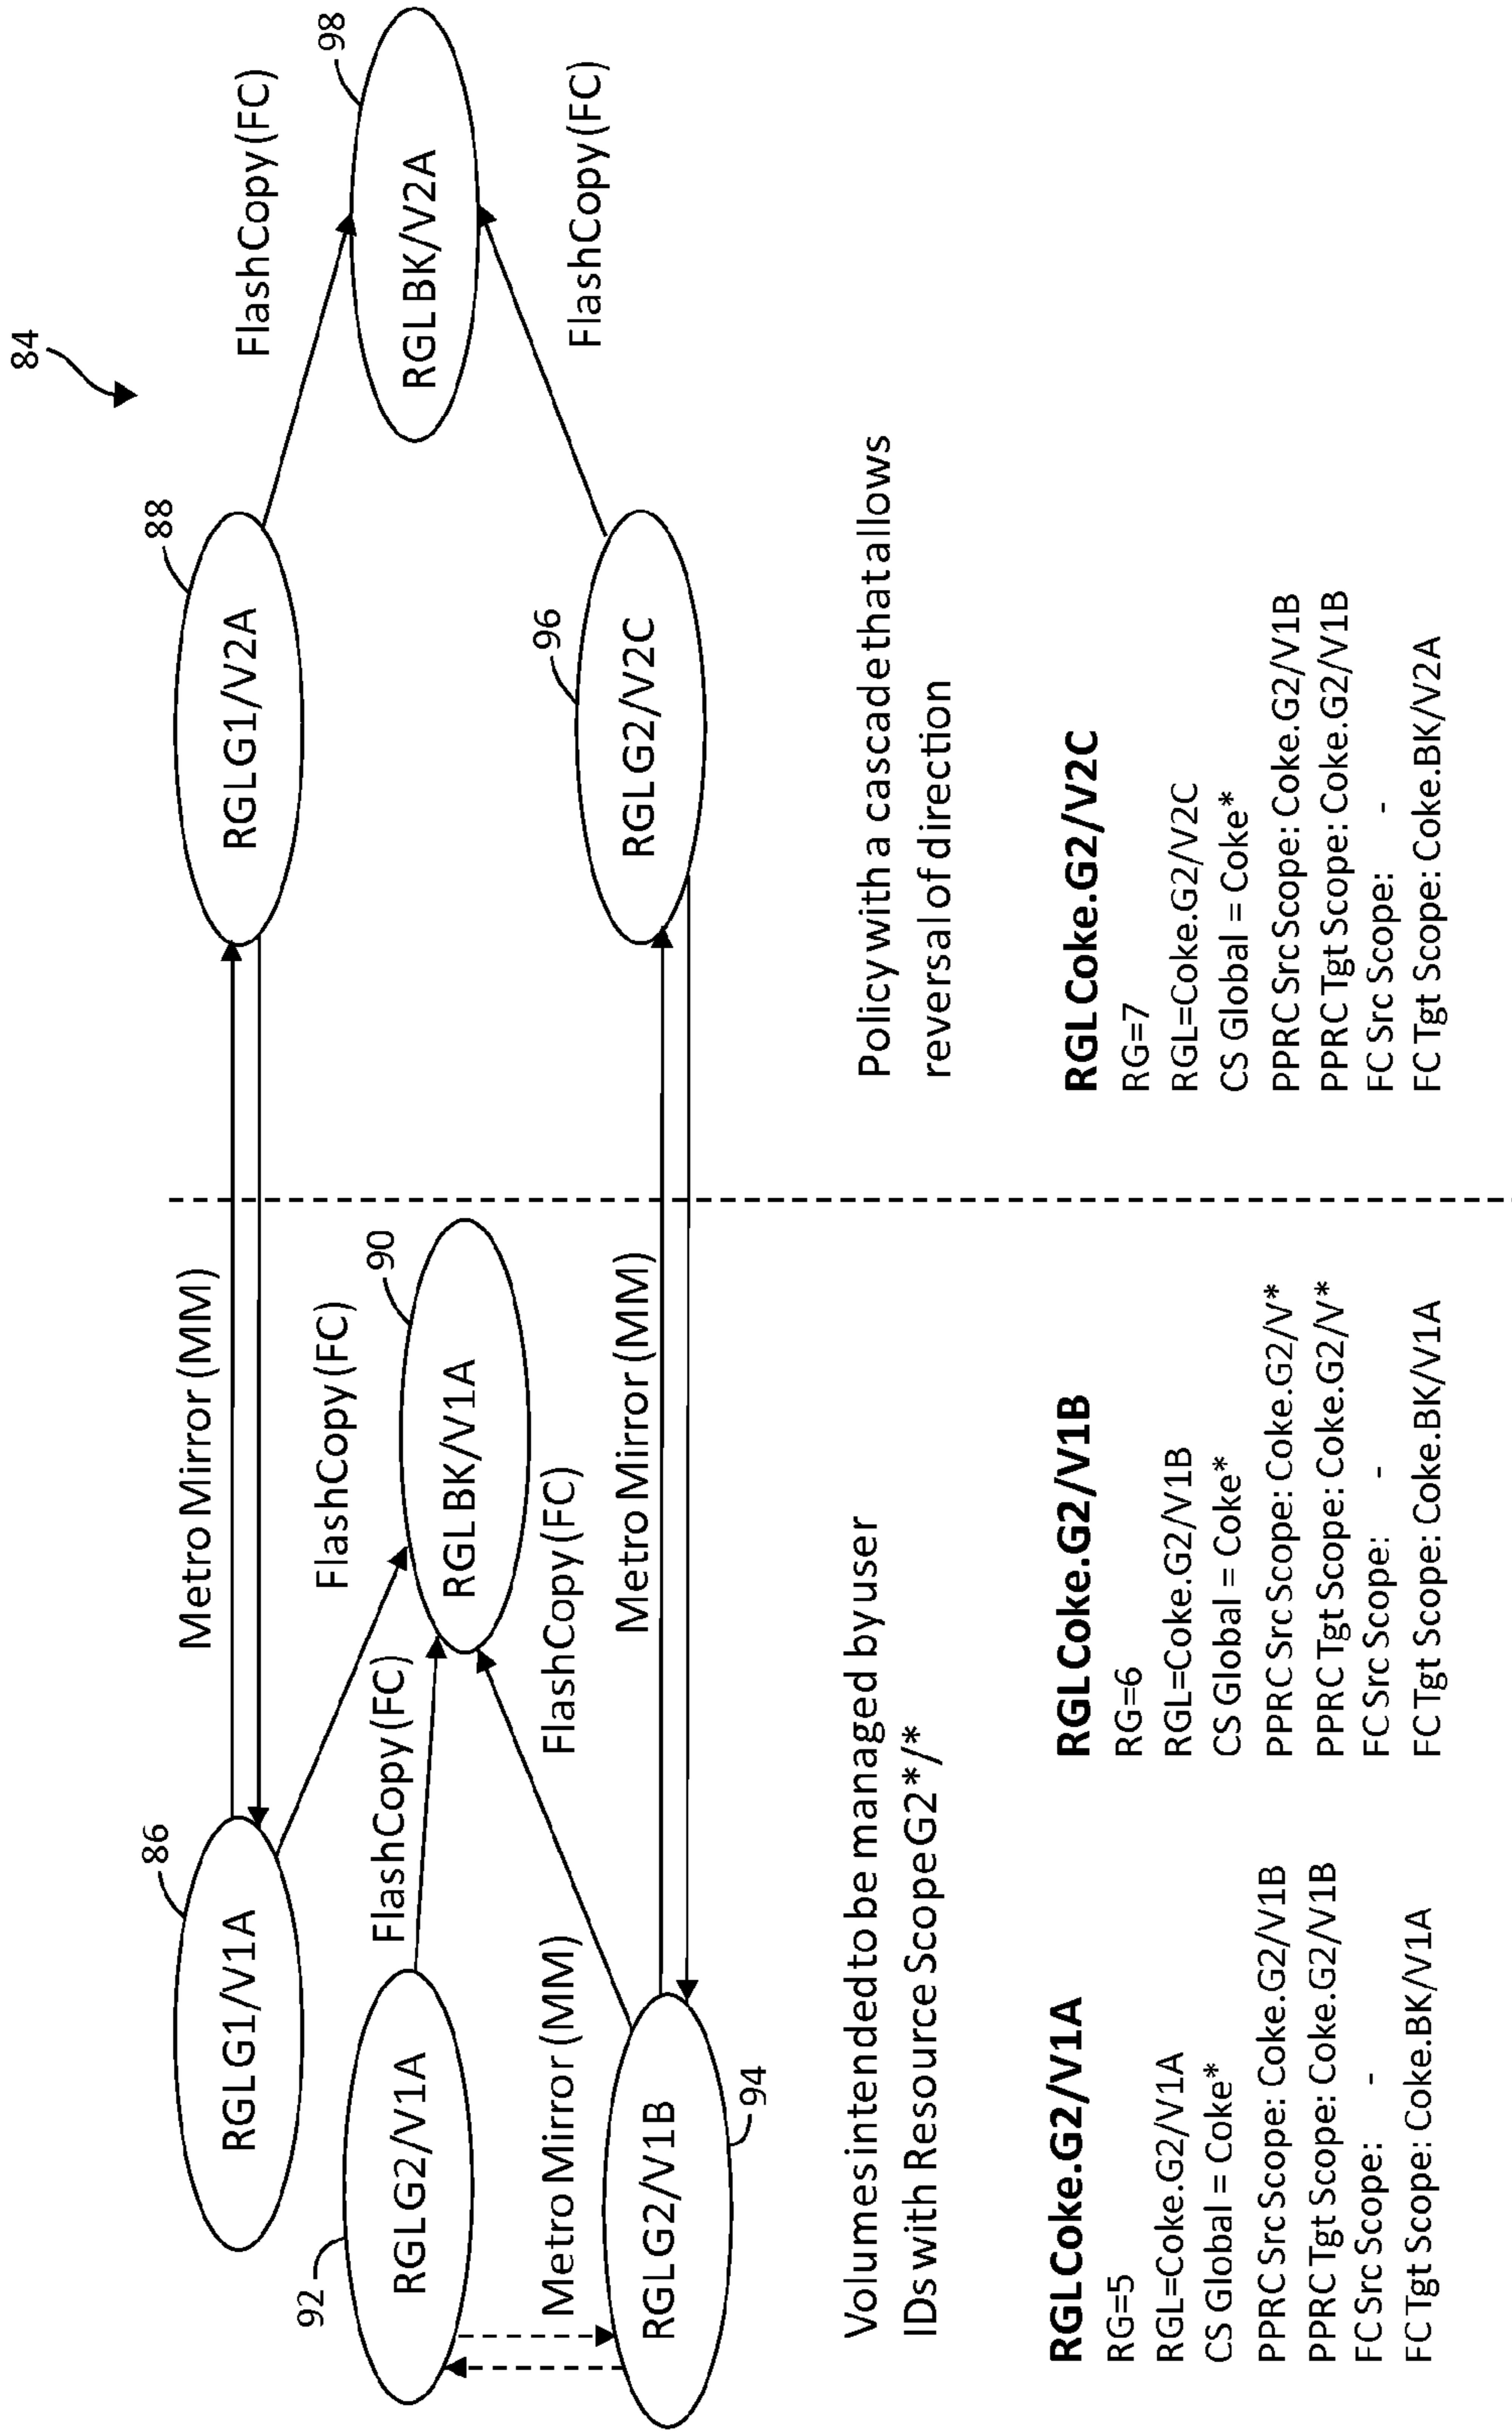 84
Metro Mirror (MM)
86
RGL G1/V1A
88
RGL G1/V2A
FlashCopy (FC)
98
RGL BK/V2A
FlashCopy (FC)
FlashCopy (FC)
90
RGL BK/V1A
92
RGL G2/V1A
FlashCopy (FC)
Metro Mirror (MM)
FlashCopy (FC)
RGL G2/V1B
94
Metro Mirror (MM)
96
RGL G2/V2C
Volumes intended to be managed by user
IDs with Resource Scope G2*/*
Policy with a cascade that allows
reversal of direction
RGL Coke.G2/V1A
RG=5
RGL=Coke.G2/V1A
CS Global = Coke*
PPRC Src Scope: Coke.G2/V1B
PPRC Tgt Scope: Coke.G2/V1B
FC Src Scope: -
FC Tgt Scope: Coke.BK/V1A
RGL Coke.G2/V1B
RG=6
RGL=Coke.G2/V1B
CS Global = Coke*
PPRC Src Scope: Coke.G2/V*
PPRC Tgt Scope: Coke.G2/V*
FC Src Scope: -
FC Tgt Scope: Coke.BK/V1A
RGL Coke.G2/V2C
RG=7
RGL=Coke.G2/V2C
CS Global = Coke*
PPRC Src Scope: Coke.G2/V1B
PPRC Tgt Scope: Coke.G2/V1B
FC Src Scope: -
FC Tgt Scope: Coke.BK/V2A